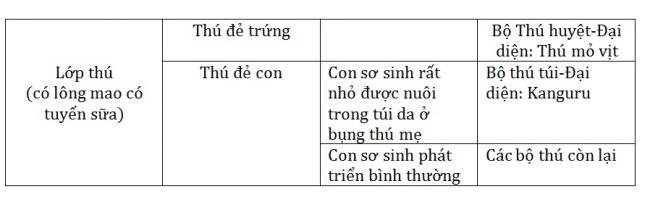 Lớp thú
(có lông mao có
tuyến sữa)
Thú đẻ trứng
Bộ Thú huyệt-Đại
diện: Thú mỏ vịt
Thú đẻ con
Con sơ sinh rất
nhỏ được nuôi
trong túi da ở
bụng thú mẹ
Bộ thú túi-Đại
diện: Kanguru
Con sơ sinh phát
triển bình thường
Các bộ thú còn lại